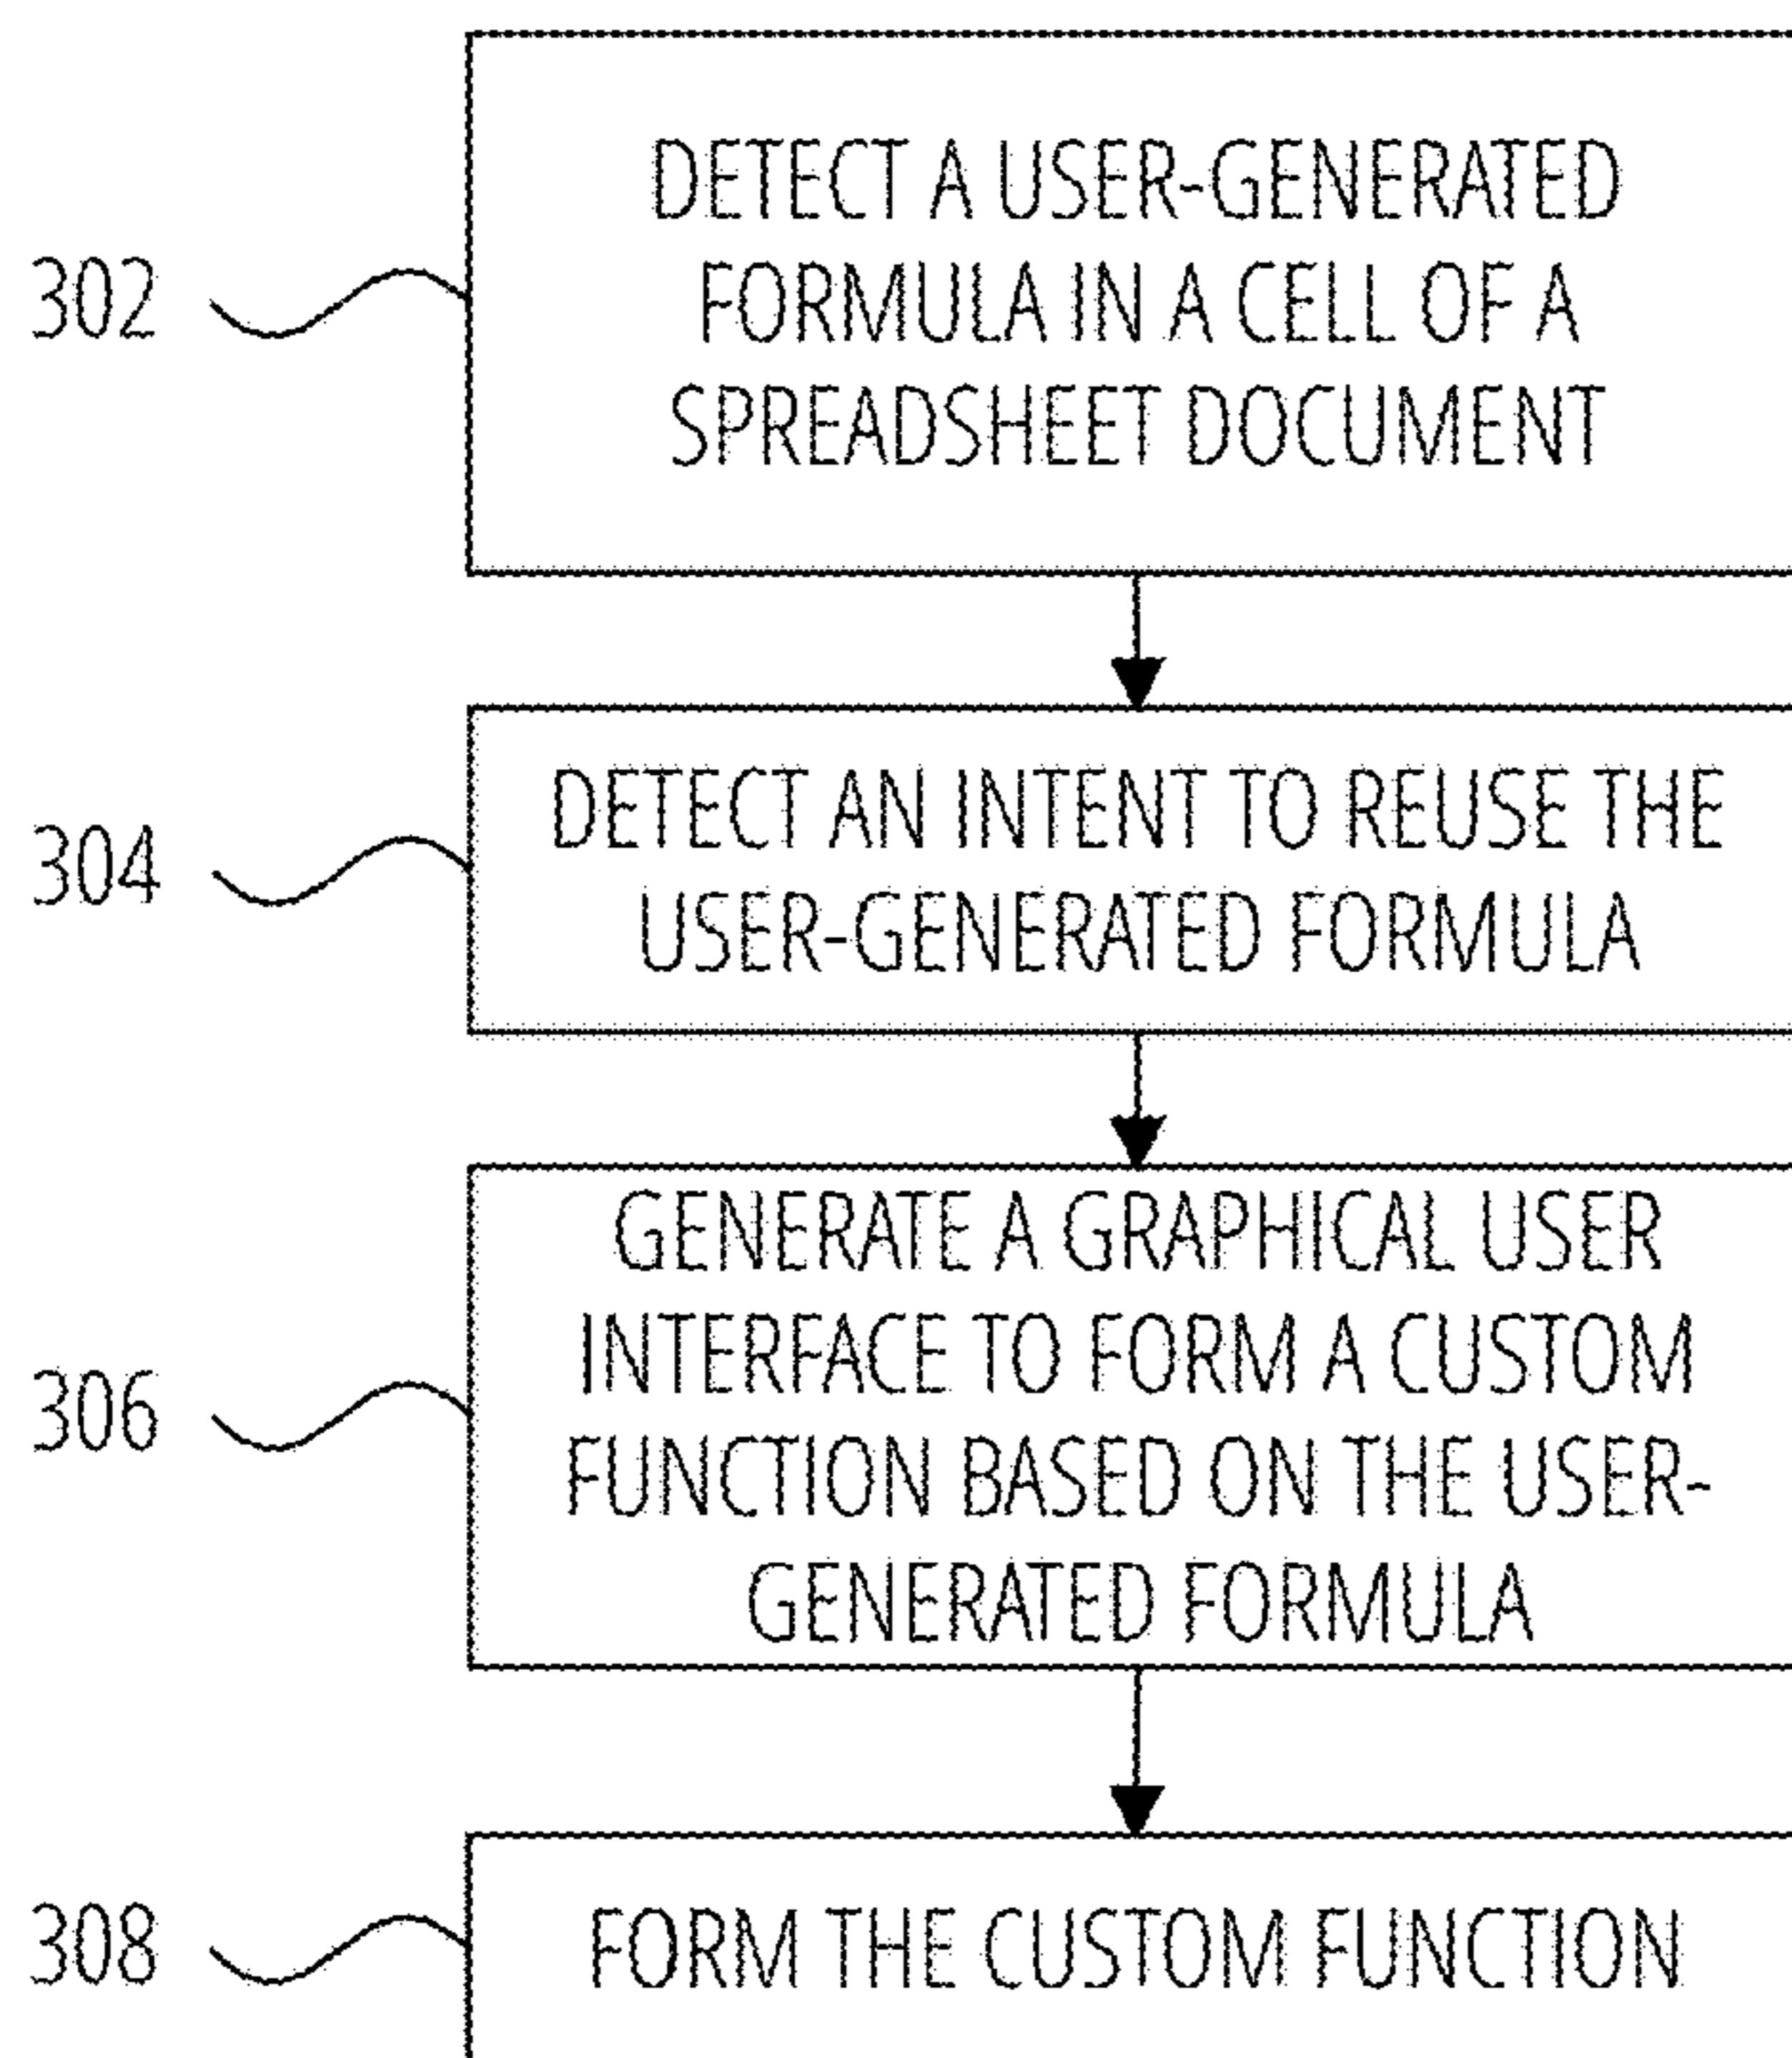 DETECT A USER-GENERATED
FORMULA IN A CELL OF A
302
SPREADSHEET DOCUMENT
DETECT AN INTENT TO REUSE THE
304
USER-GENERATED FORMULA
GENERATE A GRAPHICAL USER
INTERFACE TO FORM A CUSTOM
306
FUNCTION BASED ON THE USER-
GENERATED FORMULA
308
FORM THE CUSTOM FUNCTION